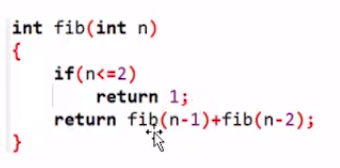 int fib(int n)
{
if(n<=2)
return 1;
return fib(n-1)+fib(n-2);
}